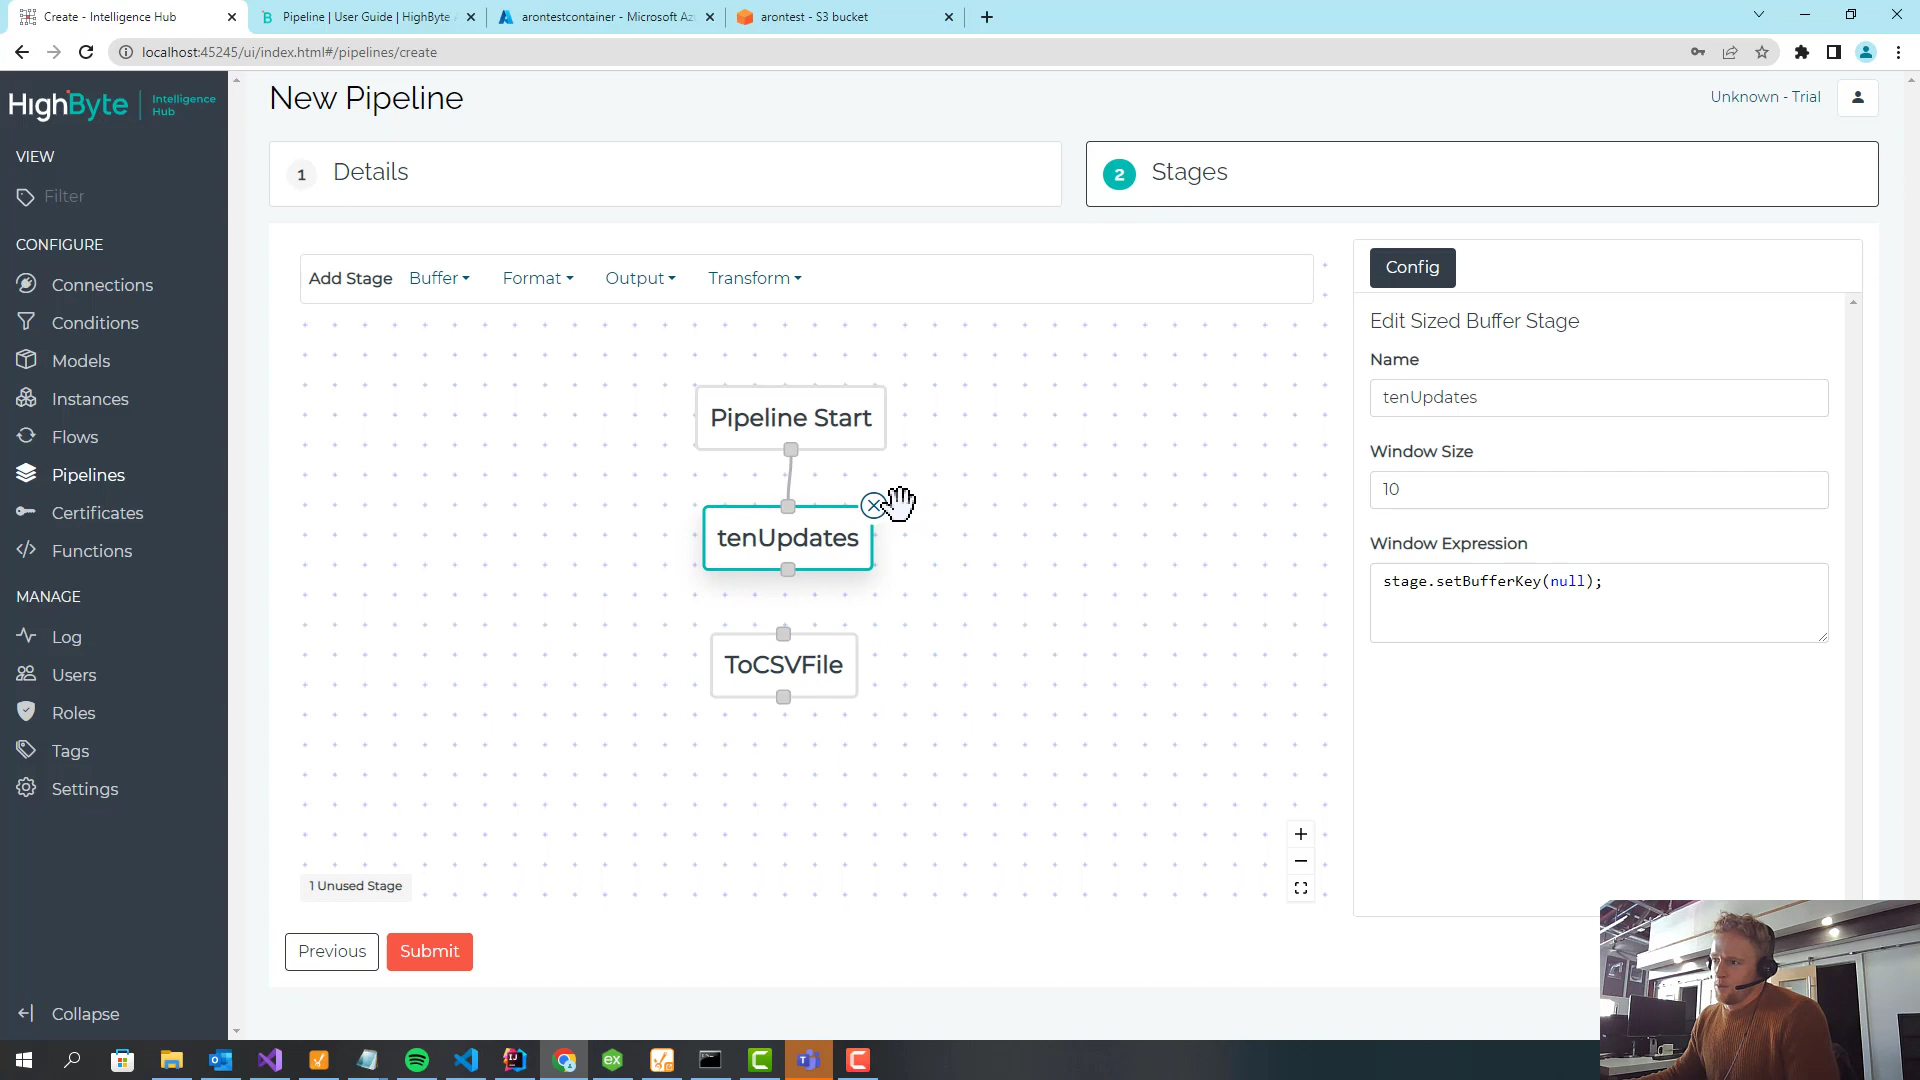 Create - Intelligence Hub
Pipeline | User Guide | HighByte
arontestcontainer - Microsoft Az
arontest - S3 bucket
localhost:45245/ui/index.html#/pipelines/create
HighByte Intelligence Hub
VIEW
Filter
CONFIGURE
Connections
Conditions
Models
Instances
Flows
Pipelines
Certificates
Functions
MANAGE
Log
Users
Roles
Tags
Settings
Collapse
New Pipeline
Unknown - Trial
1 Details
2 Stages
Add Stage Buffer Format Output Transform
Pipeline Start
tenUpdates
ToCSVFile
1 Unused Stage
Previous Submit
Config
Edit Sized Buffer Stage
Name
tenUpdates
Window Size
10
Window Expression
stage.setBufferKey(null);